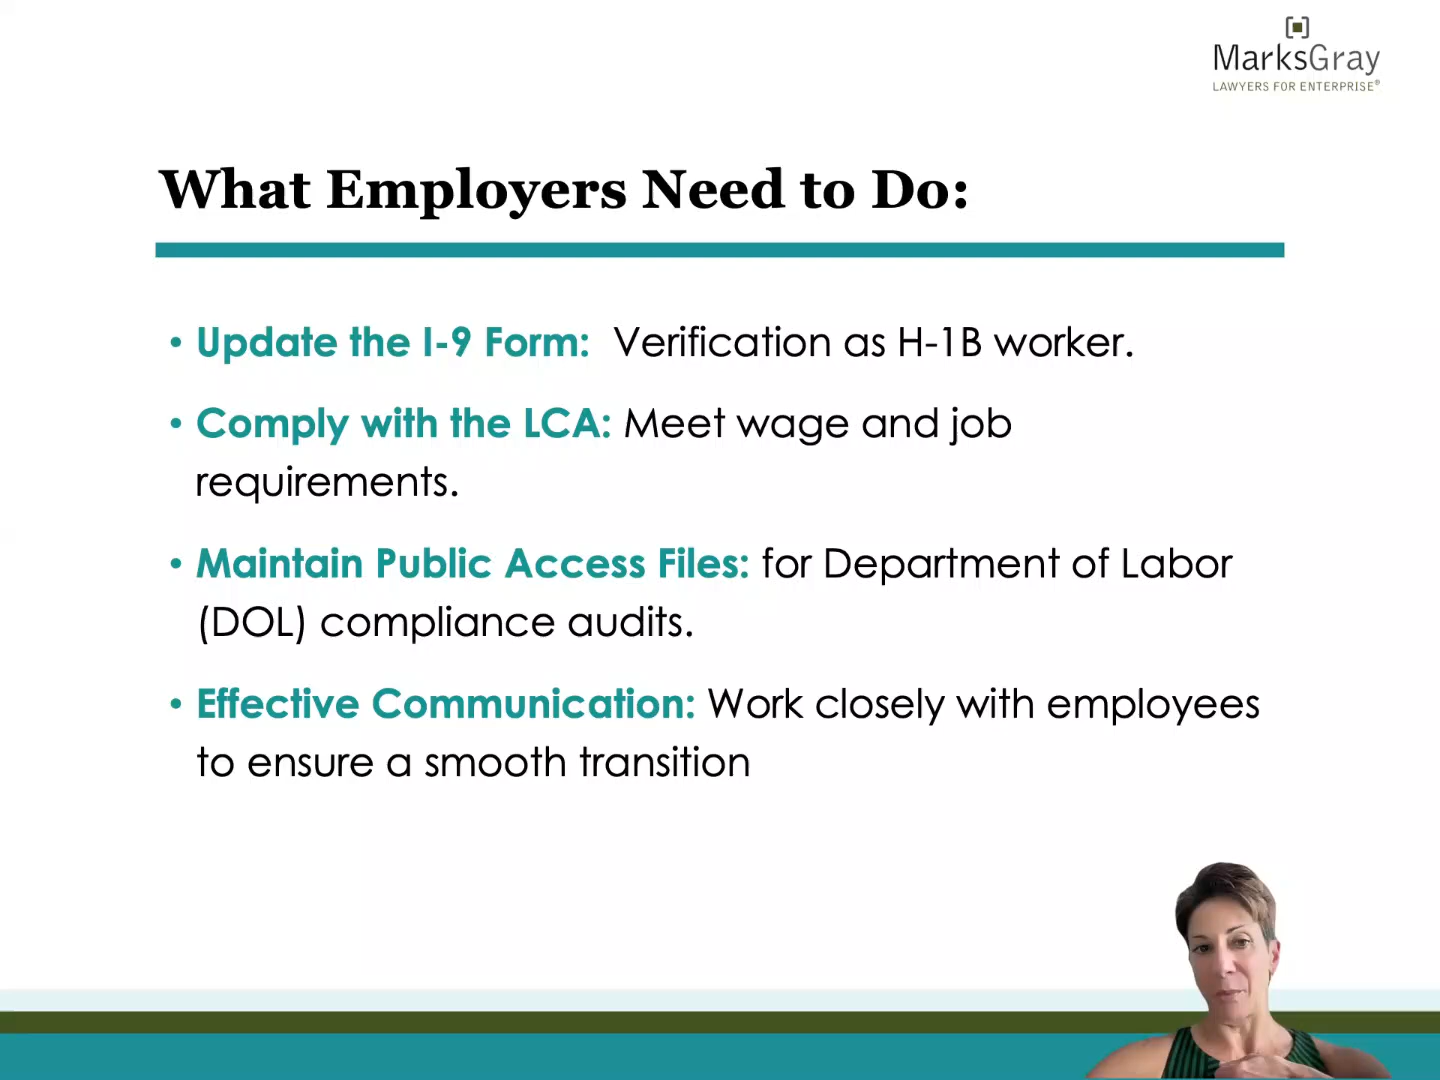 MarksGray
LAWYERS FOR ENTERPRISE®
What Employers Need to Do:
• Update the I-9 Form: Verification as H-1B worker.
• Comply with the LCA: Meet wage and job
requirements.
• Maintain Public Access Files: for Department of Labor
(DOL) compliance audits.
• Effective Communication: Work closely with employees
to ensure a smooth transition